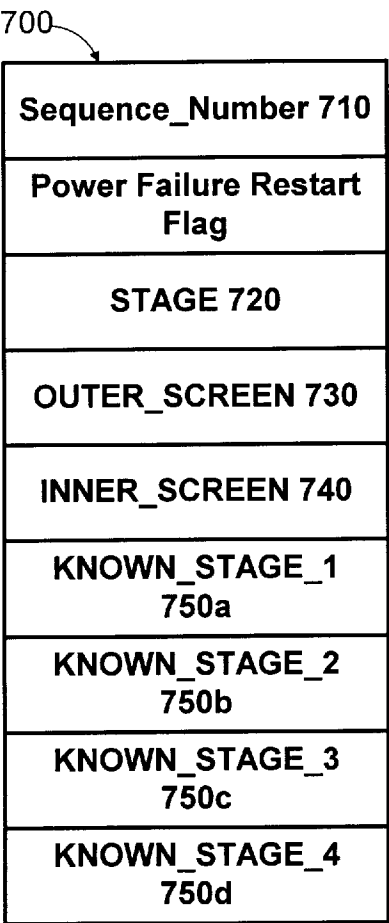 700
Sequence_Number 710
Power Failure Restart
Flag
STAGE 720
OUTER_SCREEN 730
INNER_SCREEN 740
KNOWN_STAGE_1
750a
KNOWN_STAGE_2
750b
KNOWN_STAGE_3
750c
KNOWN_STAGE_4
750d